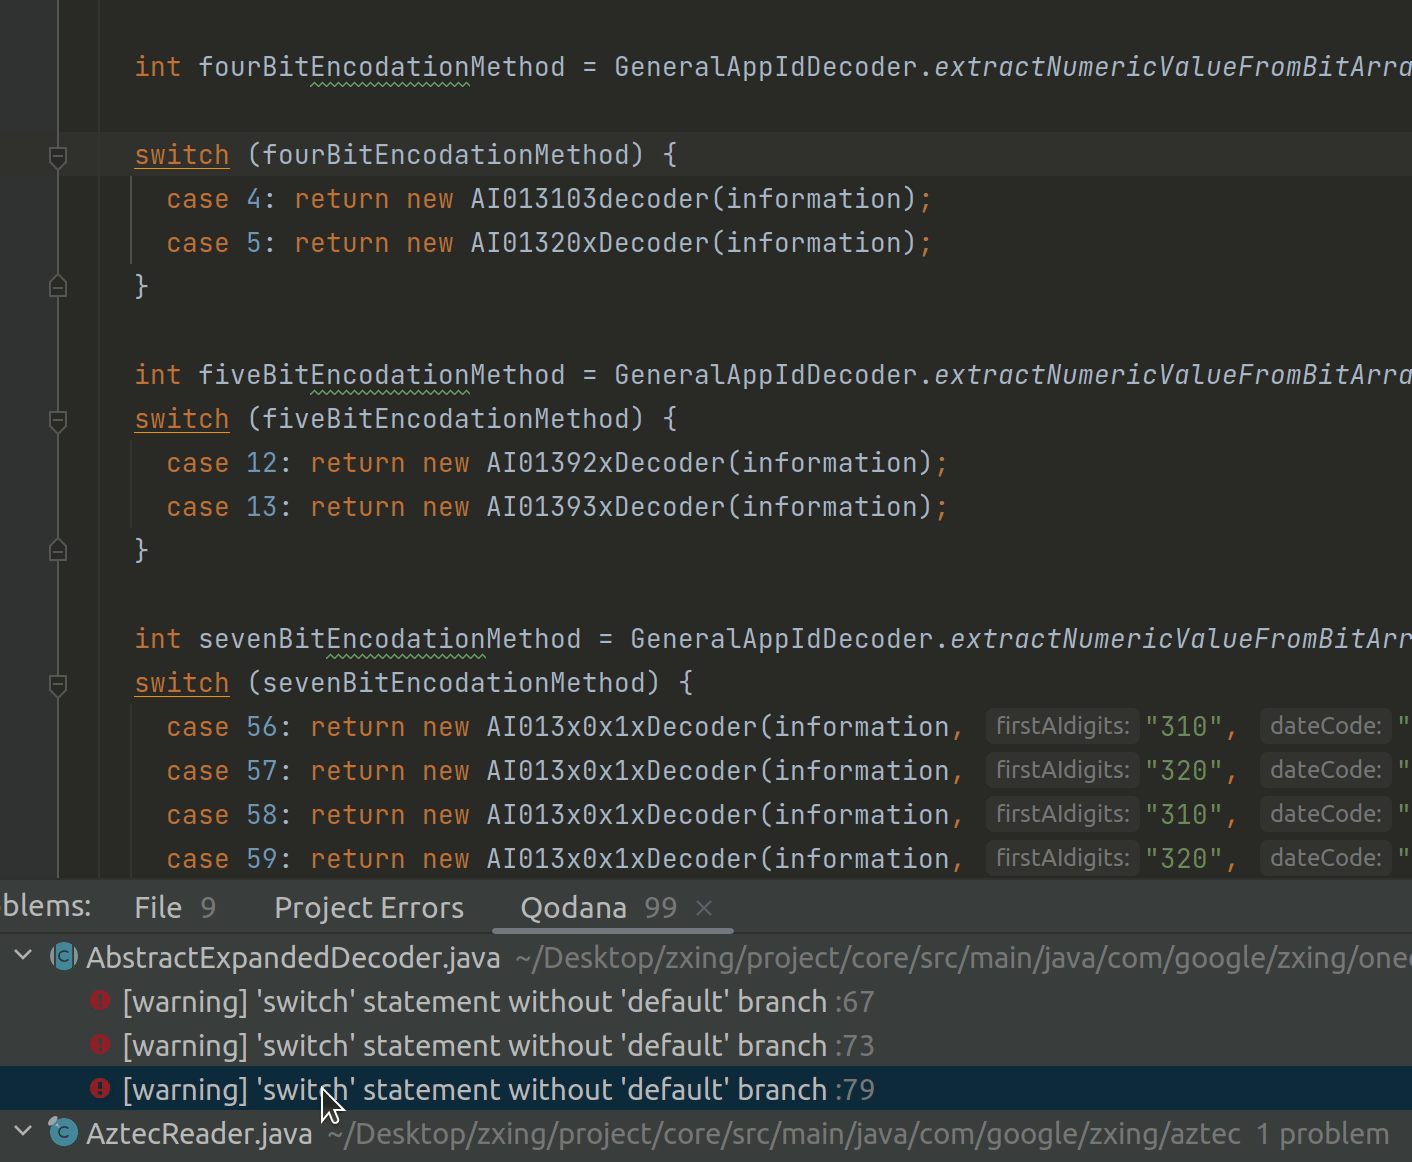 int fourBitEncodationMethod = GeneralAppIdDecoder.extractNumericValueFromBitArra
switch (fourBitEncodationMethod) {
case 4: return new AI013103decoder(information);
case 5: return new AI01320xDecoder(information);
}
int fiveBitEncodationMethod = GeneralAppIdDecoder.extractNumericValueFromBitArra
switch (fiveBitEncodationMethod) {
case 12: return new AI01392xDecoder(information);
case 13: return new AI01393xDecoder(information);
}
int sevenBitEncodationMethod = GeneralAppIdDecoder.extractNumericValueFromBitArr
switch (sevenBitEncodationMethod) {
case 56: return new AI013x0x1xDecoder(information, firstAIdigits: "310", dateCode: "
case 57: return new AI013x0x1xDecoder(information, firstAIdigits: "320", dateCode: "
case 58: return new AI013x0x1xDecoder(information, firstAIdigits: "310", dateCode: "
case 59: return new AI013x0x1xDecoder(information, firstAIdigits: "320", dateCode: "
oblems: File 9 Project Errors Qodana 99 ×
AbstractExpandedDecoder.java ~/Desktop/zxing/project/core/src/main/java/com/google/zxing/oned
[warning] 'switch' statement without 'default' branch :67
[warning] 'switch' statement without 'default' branch :73
[warning] 'switch' statement without 'default' branch :79
AztecReader.java ~/Desktop/zxing/project/core/src/main/java/com/google/zxing/aztec 1 problem